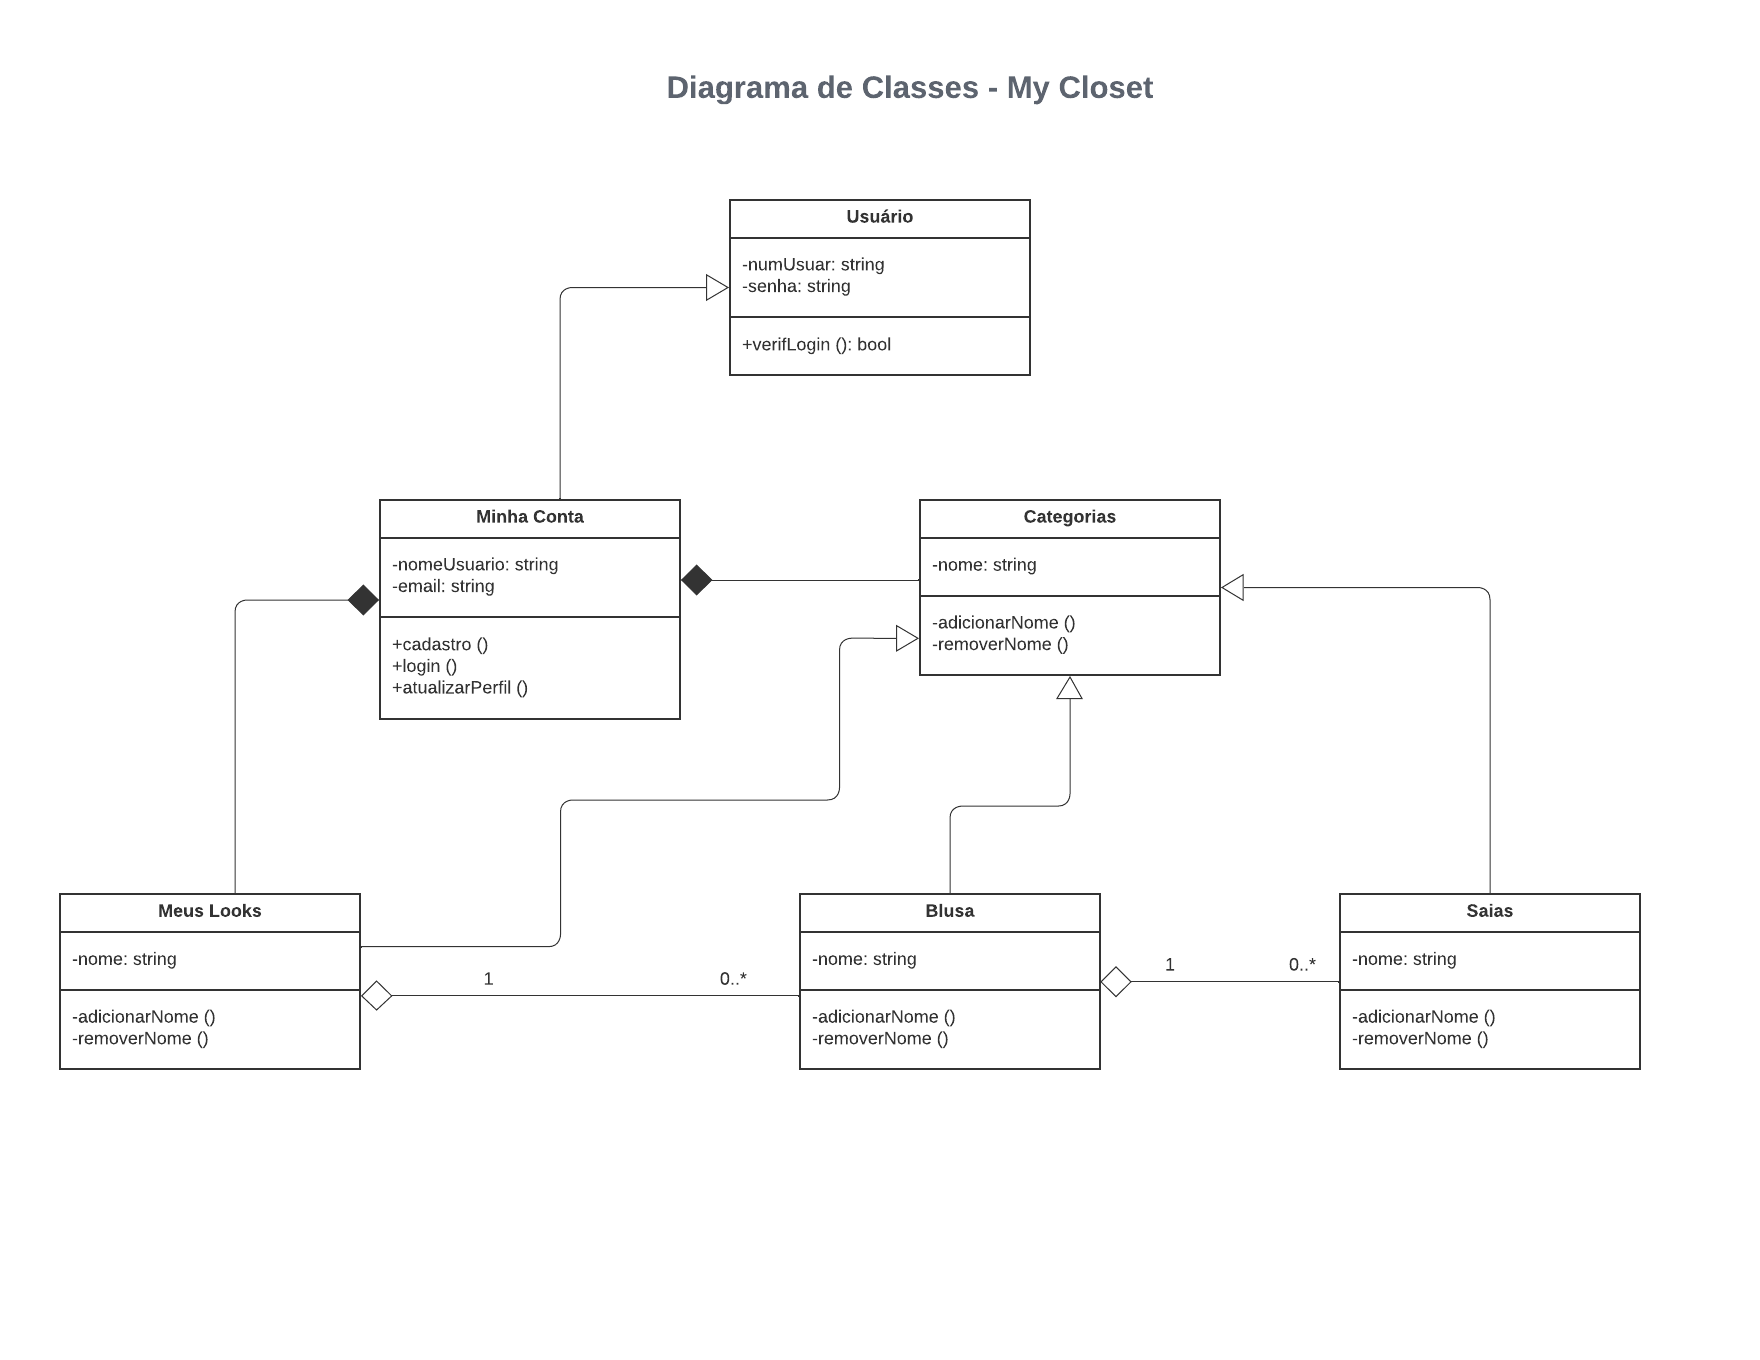 Diagrama de Classes - My Closet
Usuário
-numUsuar: string
-senha: string
+verifLogin (): bool
Minha Conta
-nomeUsuario: string
-email: string
+cadastro ()
+login ()
+atualizarPerfil ()
Categorias
-nome: string
-adicionarNome ()
-removerNome ()
Meus Looks
-nome: string
-adicionarNome ()
-removerNome ()
1
0..*
Blusa
-nome: string
-adicionarNome ()
-removerNome ()
1
0..*
Saias
-nome: string
-adicionarNome ()
-removerNome ()